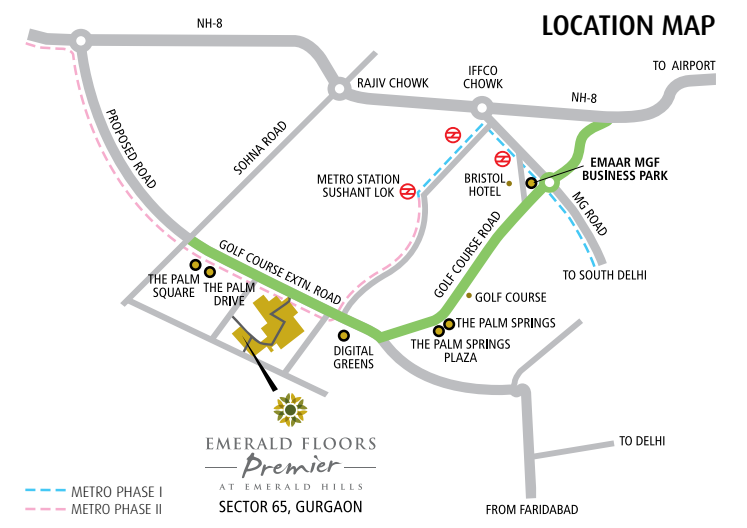 LOCATION MAP
NH-8
TO AIRPORT
IFFCO
CHOWK
RAJIV CHOWK
NH-8
PROPOSED ROAD
SOHNA ROAD
EMAAR MGF
BUSINESS PARK
METRO STATION
SUSHANT LOK
BRISTOL
HOTEL
MG ROAD
GOLF COURSE EXTN. ROAD
GOLF COURSE ROAD
TO SOUTH DELHI
THE PALM
SQUARE
THE PALM
DRIVE
GOLF COURSE
THE PALM SPRINGS
THE PALM SPRINGS
PLAZA
DIGITAL
GREENS
EMERALD FLOORS
Premier
AT EMERALD HILLS
SECTOR 65, GURGAON
TO DELHI
METRO PHASE I
METRO PHASE II
FROM FARIDABAD